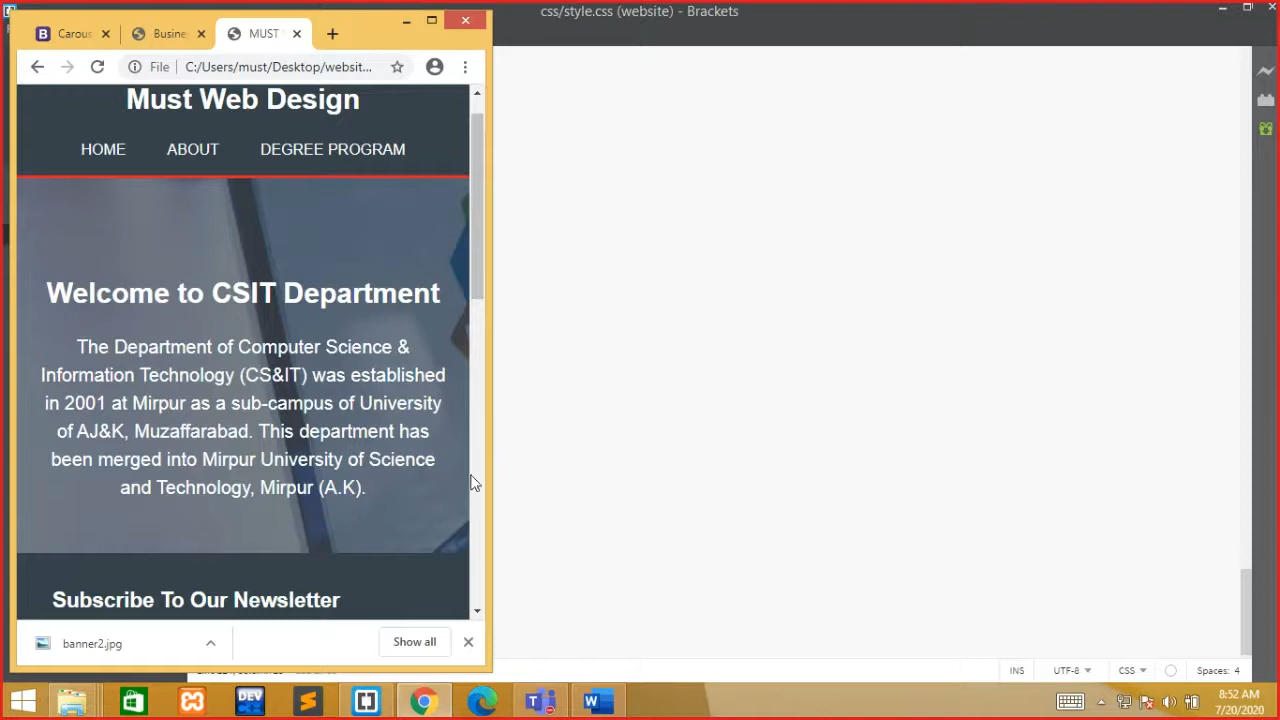 css/style.css (website) - Brackets
Carous
Busine
MUST
File
C:/Users/must/Desktop/websit...
Must Web Design
HOME
ABOUT
DEGREE PROGRAM
Welcome to CSIT Department
The Department of Computer Science &
Information Technology (CS&IT) was established
in 2001 at Mirpur as a sub-campus of University
of AJ&K, Muzaffarabad. This department has
been merged into Mirpur University of Science
and Technology, Mirpur (A.K).
Subscribe To Our Newsletter
banner2.jpg
Show all
INS
UTF-8
CSS
Spaces: 4
DEV
8:52 AM
7/20/2020